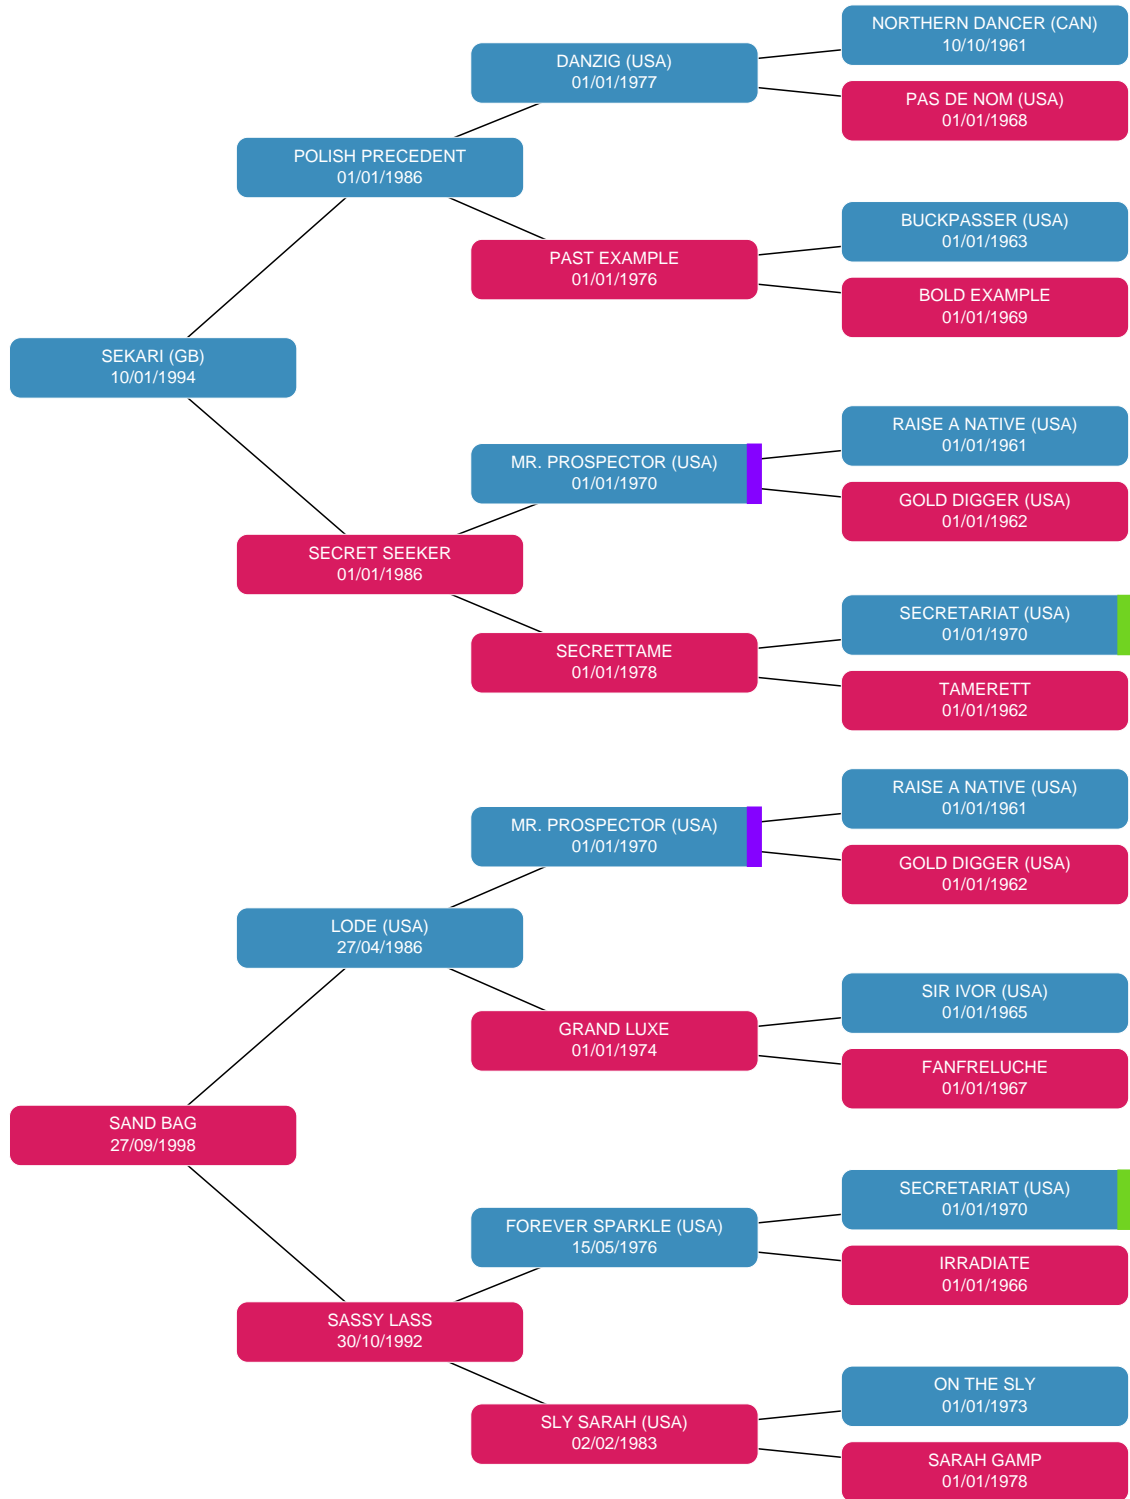 NORTHERN DANCER (CAN)
10/10/1961
DANZIG (USA)
01/01/1977
PAS DE NOM (USA)
01/01/1968
POLISH PRECEDENT
01/01/1986
BUCKPASSER (USA)
01/01/1963
PAST EXAMPLE
01/01/1976
BOLD EXAMPLE
01/01/1969
SEKARI (GB)
10/01/1994
RAISE A NATIVE (USA)
01/01/1961
MR. PROSPECTOR (USA)
01/01/1970
GOLD DIGGER (USA)
01/01/1962
SECRET SEEKER
01/01/1986
SECRETARIAT (USA)
01/01/1970
SECRETTAME
01/01/1978
TAMERETT
01/01/1962
RAISE A NATIVE (USA)
01/01/1961
MR. PROSPECTOR (USA)
01/01/1970
GOLD DIGGER (USA)
01/01/1962
LODE (USA)
27/04/1986
SIR IVOR (USA)
01/01/1965
GRAND LUXE
01/01/1974
FANFRELUCHE
01/01/1967
SAND BAG
27/09/1998
SECRETARIAT (USA)
01/01/1970
FOREVER SPARKLE (USA)
15/05/1976
IRRADIATE
01/01/1966
SASSY LASS
30/10/1992
ON THE SLY
01/01/1973
SLY SARAH (USA)
02/02/1983
SARAH GAMP
01/01/1978